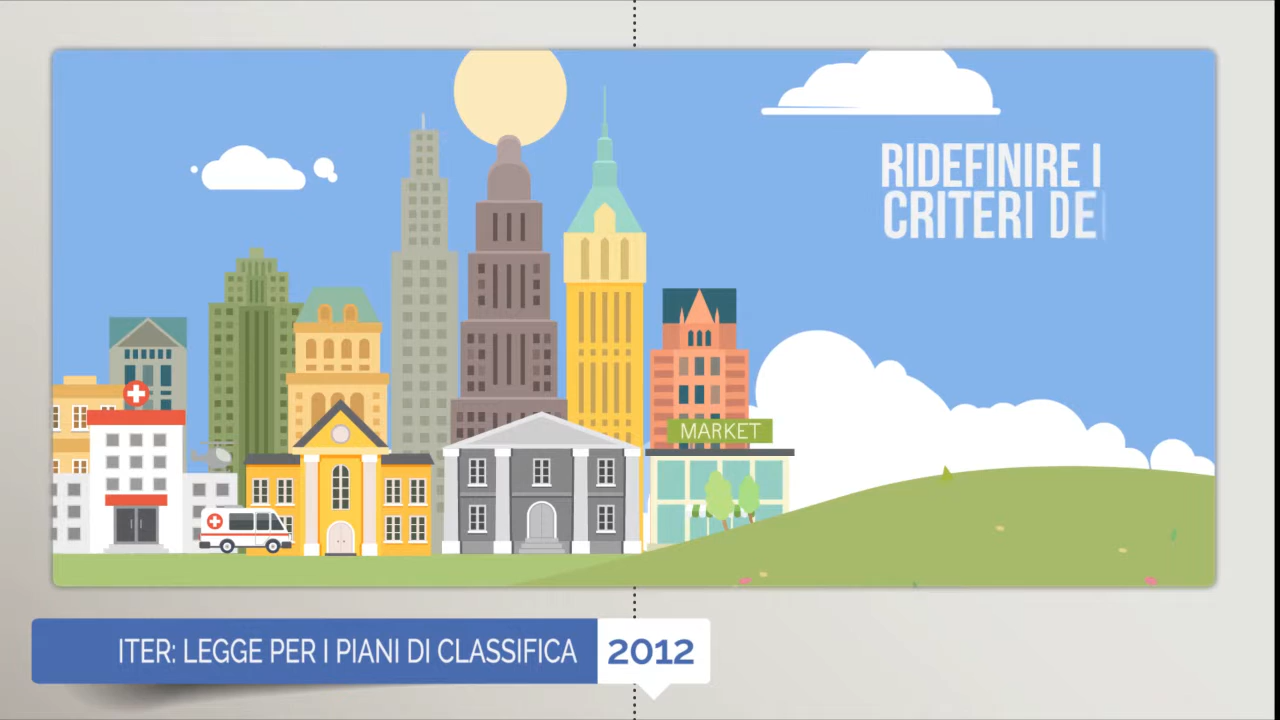 RIDEFINIRE I
CRITERI DE
MARKET
ITER: LEGGE PER I PIANI DI CLASSIFICA
2012